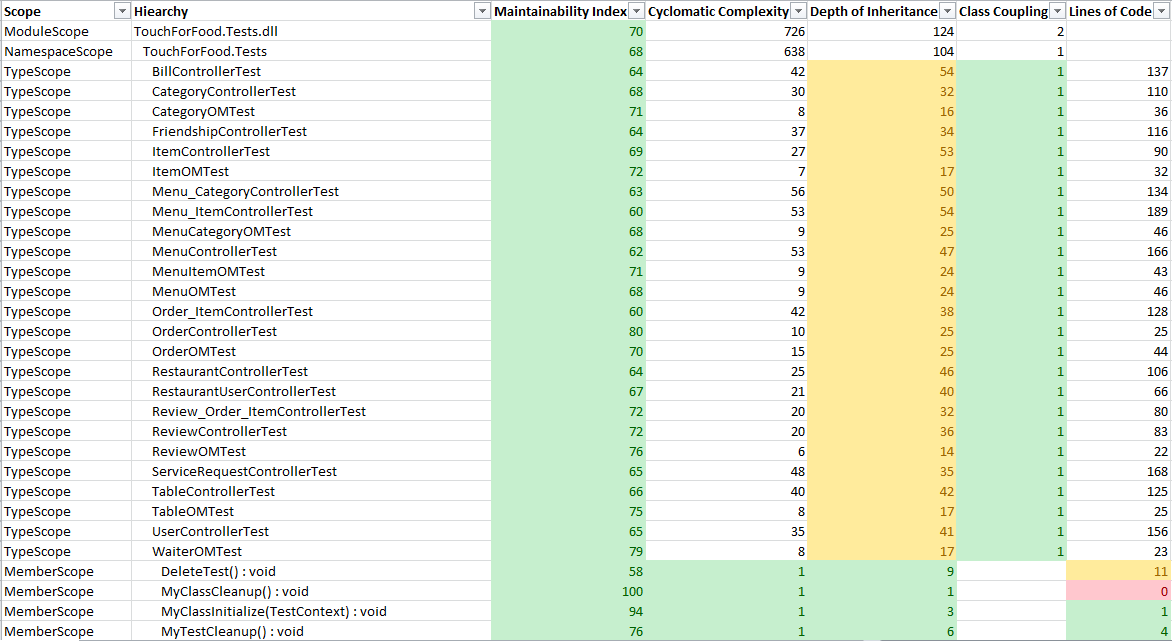 Scope Hiearchy Maintainability Index Cyclomatic Complexity Depth of Inheritance Class Coupling Lines of Code
ModuleScope TouchForFood.Tests.dll 70 726 124 2
NamespaceScope TouchForFood.Tests 68 638 104 1
TypeScope BillControllerTest 64 42 54 1 137
TypeScope CategoryControllerTest 68 30 32 1 110
TypeScope CategoryOMTest 71 8 16 1 36
TypeScope FriendshipControllerTest 64 37 34 1 116
TypeScope ItemControllerTest 69 27 53 1 90
TypeScope ItemOMTest 72 7 17 1 32
TypeScope Menu_CategoryControllerTest 63 56 50 1 134
TypeScope Menu_ItemControllerTest 60 53 54 1 189
TypeScope MenuCategoryOMTest 68 9 25 1 46
TypeScope MenuControllerTest 62 53 47 1 166
TypeScope MenuItemOMTest 71 9 24 1 43
TypeScope MenuOMTest 68 9 24 1 46
TypeScope Order_ItemControllerTest 60 42 38 1 128
TypeScope OrderControllerTest 80 10 25 1 25
TypeScope OrderOMTest 70 15 25 1 44
TypeScope RestaurantControllerTest 64 25 46 1 106
TypeScope RestaurantUserControllerTest 67 21 40 1 66
TypeScope Review_Order_ItemControllerTest 72 20 32 1 80
TypeScope ReviewControllerTest 72 20 36 1 83
TypeScope ReviewOMTest 76 6 14 1 22
TypeScope ServiceRequestControllerTest 65 48 35 1 168
TypeScope TableControllerTest 66 40 42 1 125
TypeScope TableOMTest 75 8 17 1 25
TypeScope UserControllerTest 65 35 41 1 156
TypeScope WaiterOMTest 79 8 17 1 23
MemberScope DeleteTest() : void 58 1 9 11
MemberScope MyClassCleanup() : void 100 1 1 0
MemberScope MyClassInitialize(TestContext) : void 94 1 3 1
MemberScope MyTestCleanup() : void 76 1 6 4